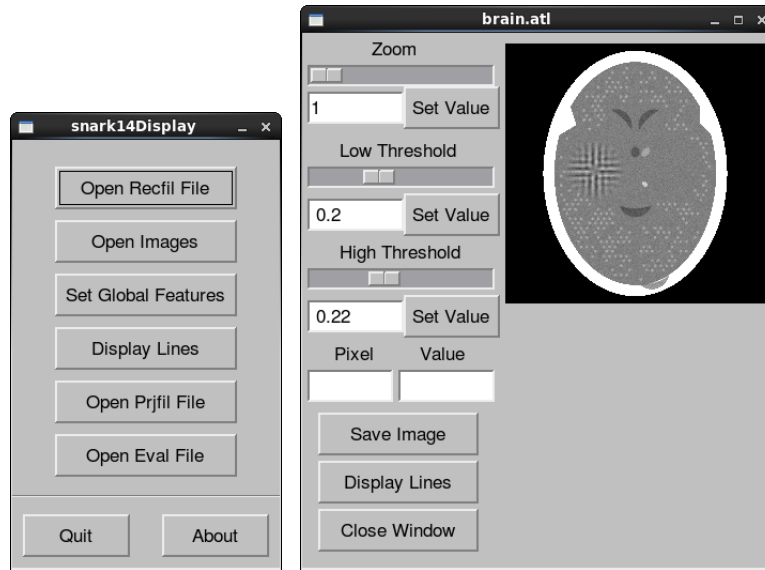 snark14Display
Open Recfil File
Open Images
Set Global Features
Display Lines
Open Prjfil File
Open Eval File
Quit About
brain.atl
Zoom
1 Set Value
Low Threshold
0.2 Set Value
High Threshold
0.22 Set Value
Pixel Value
Save Image
Display Lines
Close Window